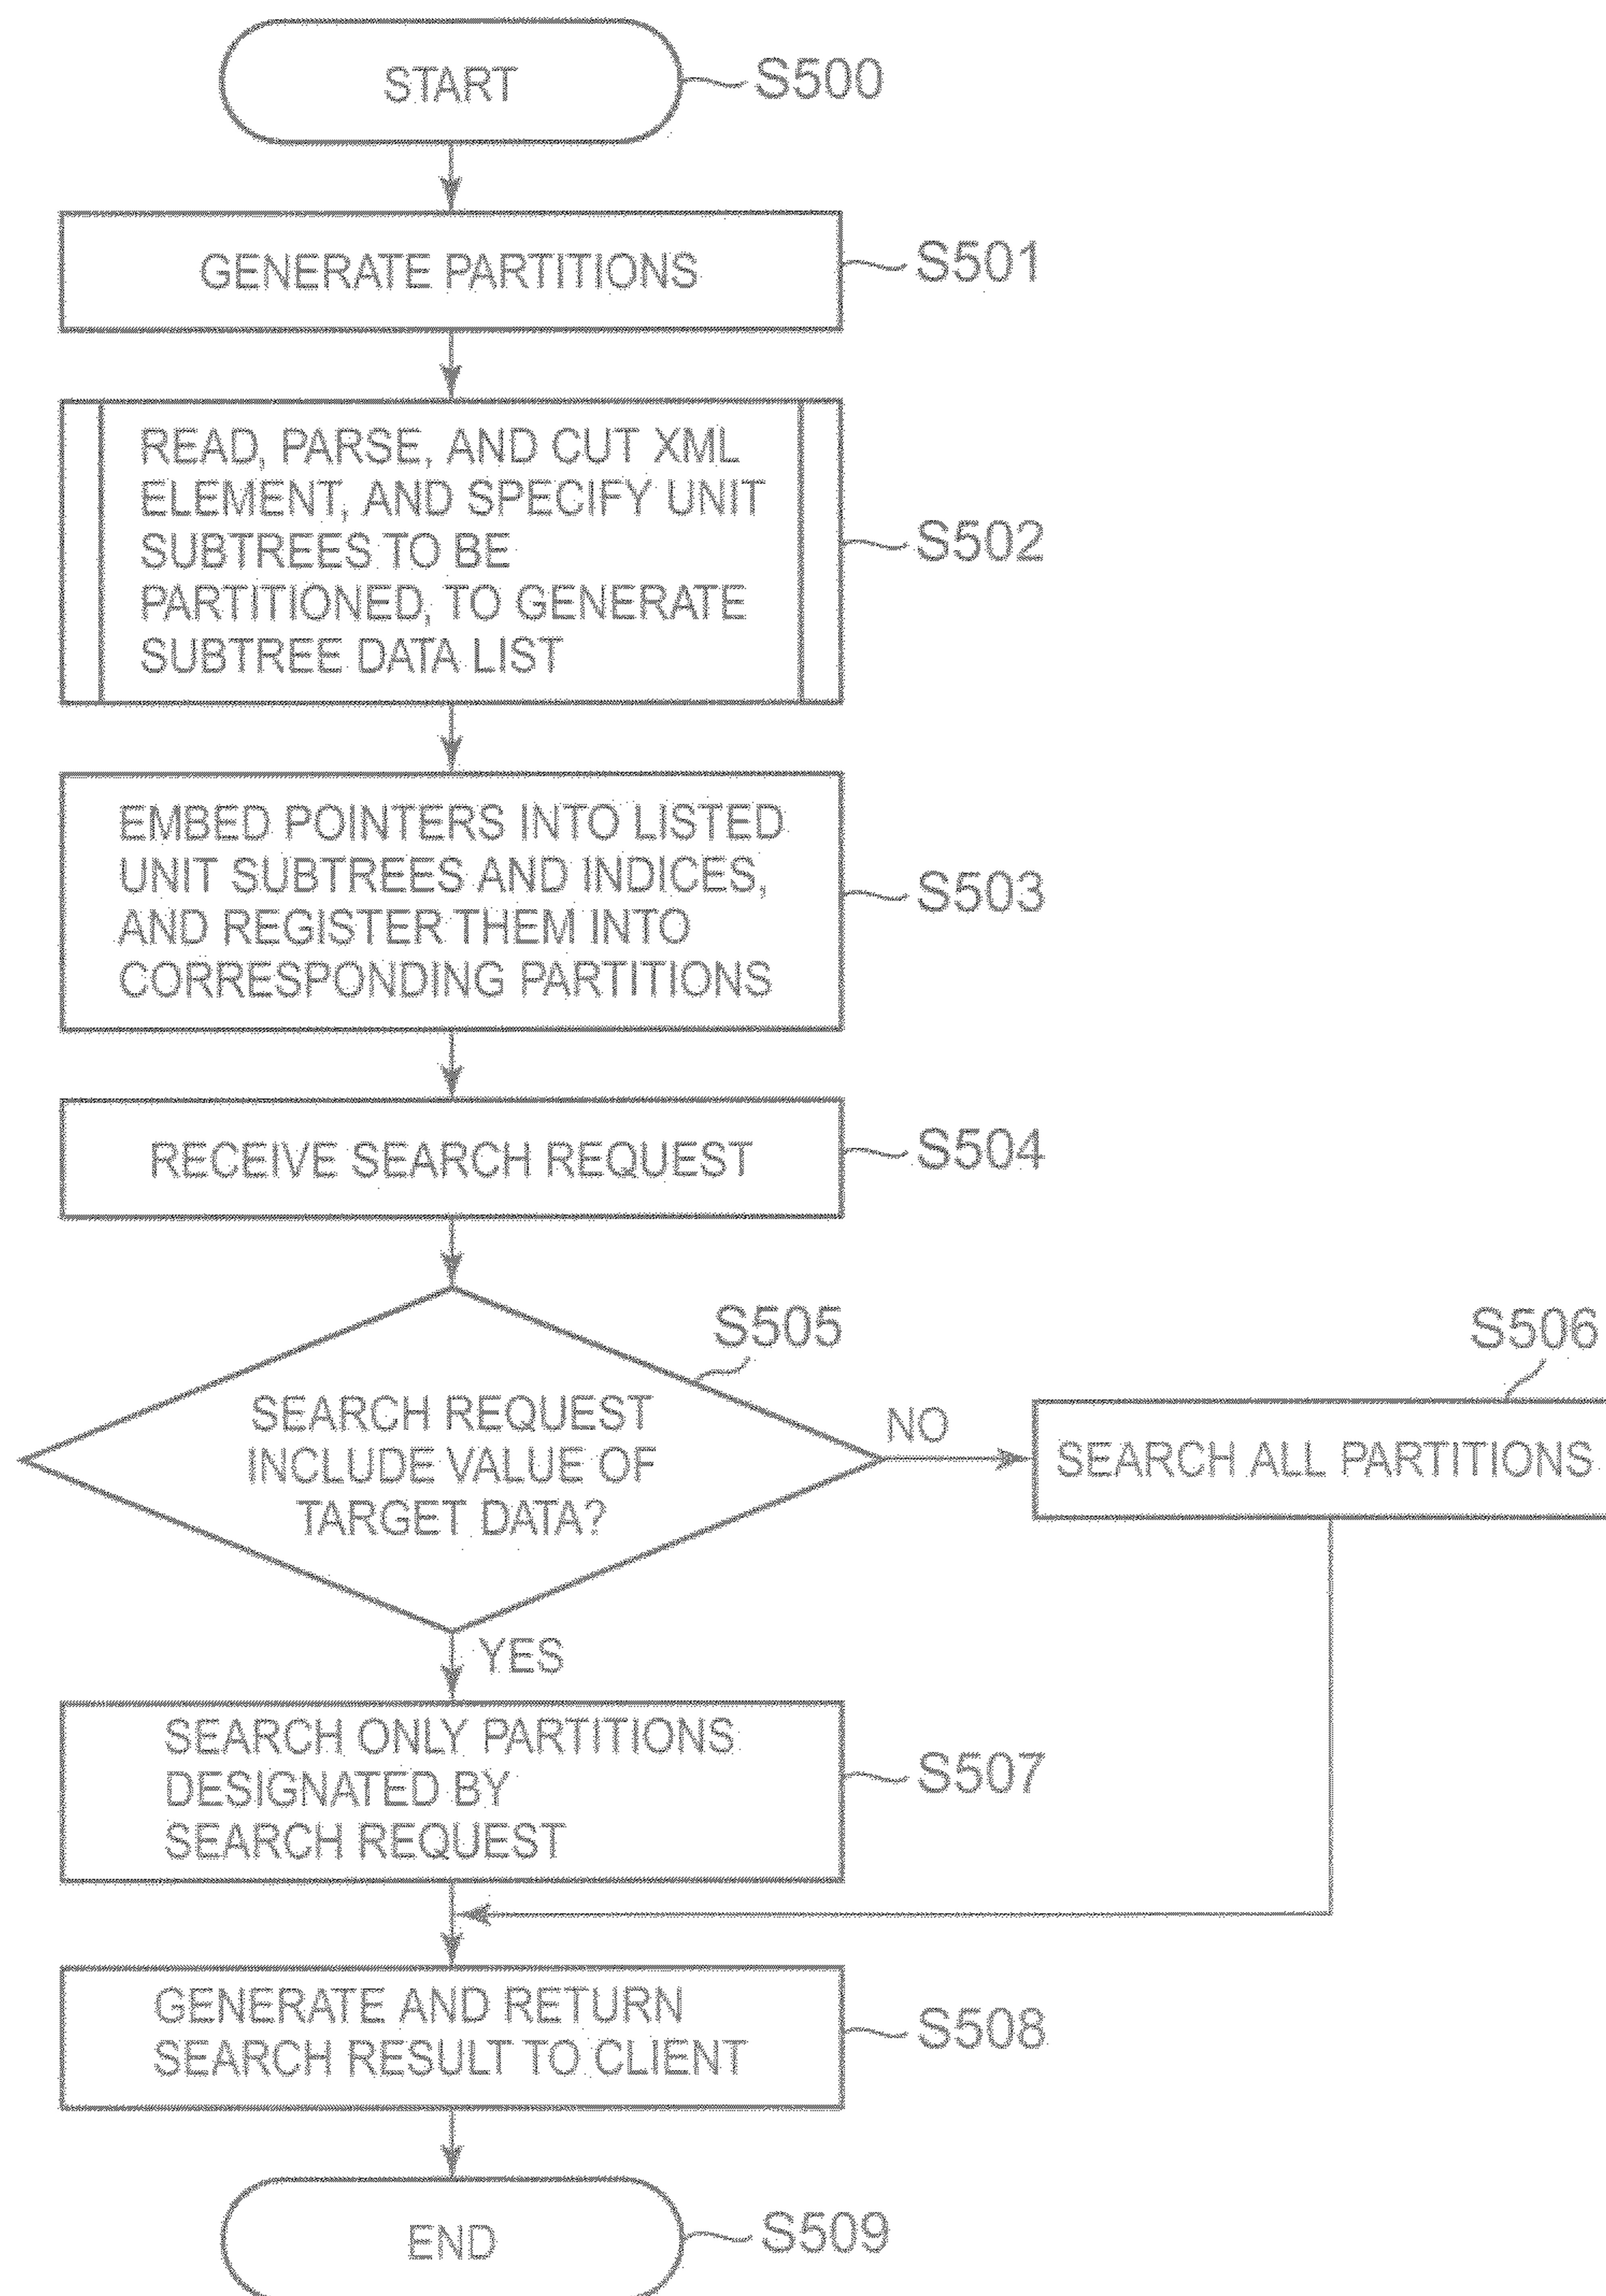 START
S500
GENERATE PARTITIONS
S501
READ, PARSE, AND CUT XML
ELEMENT, AND SPECIFY UNIT
SUBTREES TO BE
PARTITIONED, TO GENERATE
SUBTREE DATA LIST
S502
EMBED POINTERS INTO LISTED
UNIT SUBTREES AND INDICES,
AND REGISTER THEM INTO
CORRESPONDING PARTITIONS
S503
RECEIVE SEARCH REQUEST
S504
S505
SEARCH REQUEST
INCLUDE VALUE OF
TARGET DATA?
NO
S506
SEARCH ALL PARTITIONS
YES
SEARCH ONLY PARTITIONS
DESIGNATED BY
SEARCH REQUEST
S507
GENERATE AND RETURN
SEARCH RESULT TO CLIENT
S508
END
S509